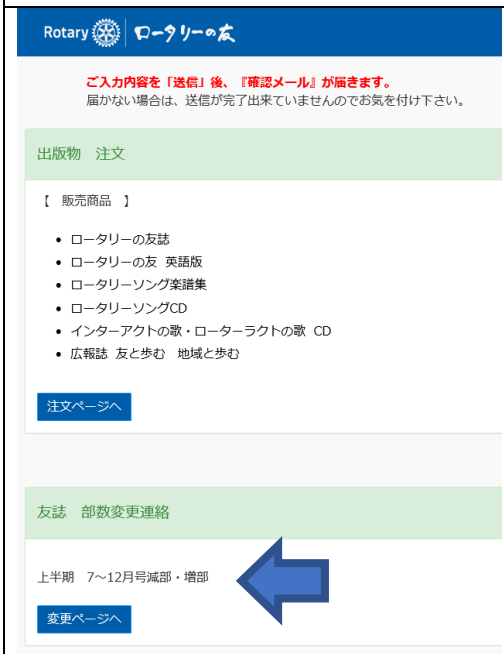 Rotary ロータリーの友
ご入力内容を「送信」後、『確認メール』が届きます。
届かない場合は、送信が完了出来ていませんのでお気を付け下さい。
出版物　注文
【　販売商品　】
• ロータリーの友誌
• ロータリーの友 英語版
• ロータリーソング楽譜集
• ロータリーソングCD
• インターアクトの歌・ローターラクトの歌 CD
• 広報誌 友と歩む　地域と歩む
注文ページへ
友誌　部数変更連絡
上半期　7～12月号減部・増部
変更ページへ